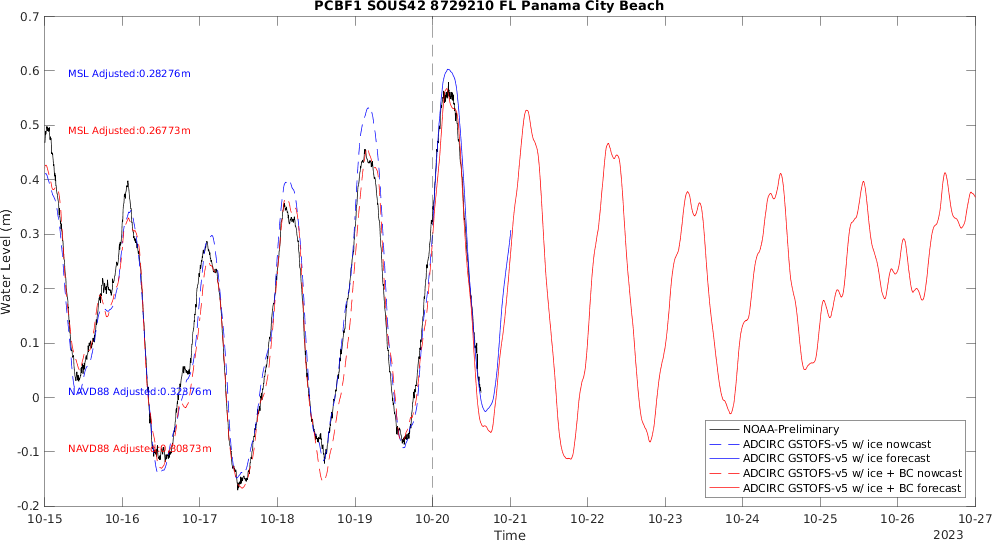 PCBF1 SOUS42 8729210 FL Panama City Beach
0.7
0.6
0.5
0.4
0.3
0.2
0.1
0
-0.1
-0.2
Water Level (m)
MSL Adjusted:0.28276m
MSL Adjusted:0.26773m
NAVD88 Adjusted:0.32376m
NAVD88 Adjusted:0.30873m
NOAA-Preliminary
ADCIRC GSTOFS-v5 w/ ice nowcast
ADCIRC GSTOFS-v5 w/ ice forecast
ADCIRC GSTOFS-v5 w/ ice + BC nowcast
ADCIRC GSTOFS-v5 w/ ice + BC forecast
10-15 10-16 10-17 10-18 10-19 10-20 10-21 10-22 10-23 10-24 10-25 10-26 10-27
Time
2023